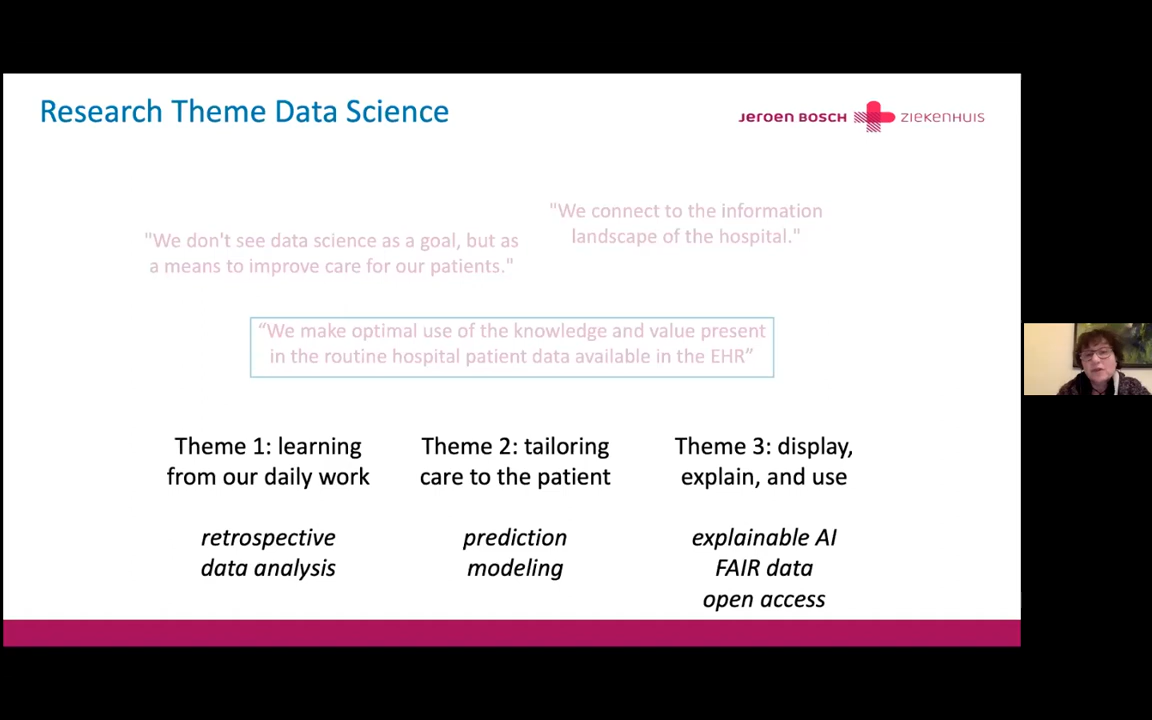 Research Theme Data Science
Jeroen Bosch ZIEKENHUIS
"We connect to the information
landscape of the hospital."
"We don't see data science as a goal, but as
a means to improve care for our patients."
“We make optimal use of the knowledge and value present
in the routine hospital patient data available in the EHR”
Theme 1: learning
from our daily work
retrospective
data analysis
Theme 2: tailoring
care to the patient
prediction
modeling
Theme 3: display,
explain, and use
explainable AI
FAIR data
open access